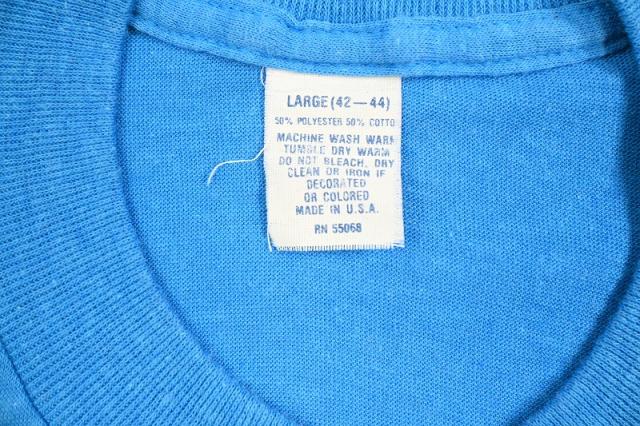 LARGE (42—44)
50% POLYESTER 50% COTTO
MACHINE WASH WARM
TUMBLE DRY WARM
DO NOT BLEACH. DRY
CLEAN OR IRON IF
DECORATED
OR COLORED
MADE IN U.S.A.
RN 55068